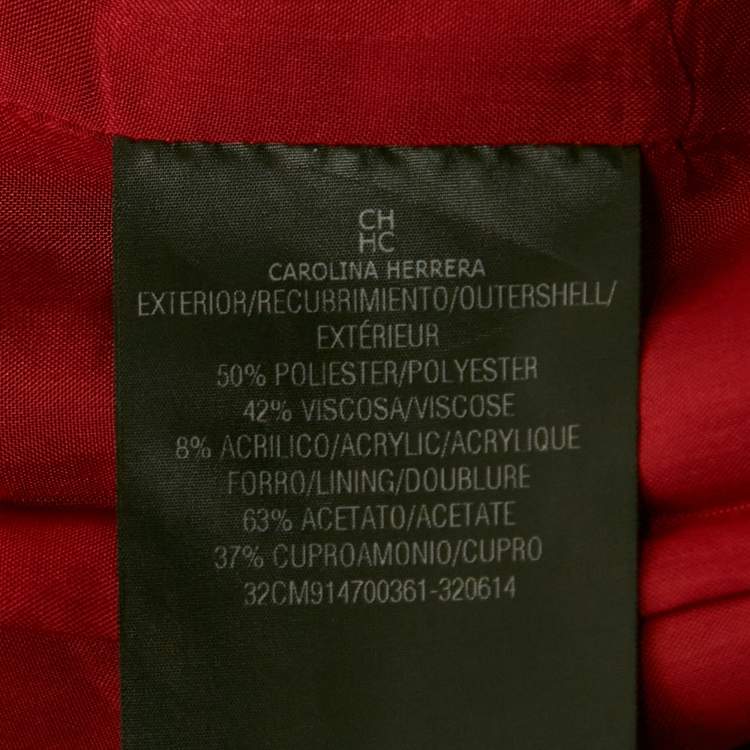 CH
HC
CAROLINA HERRERA
EXTERIOR/RECUBRIMIENTO/OUTERSHELL/
EXTÉRIEUR
50% POLIESTER/POLYESTER
42% VISCOSA/VISCOSE
8% ACRILICO/ACRYLIC/ACRYLIQUE
FORRO/LINING/DOUBLURE
63% ACETATO/ACETATE
37% CUPROAMONIO/CUPRO
32CM914700361-320614